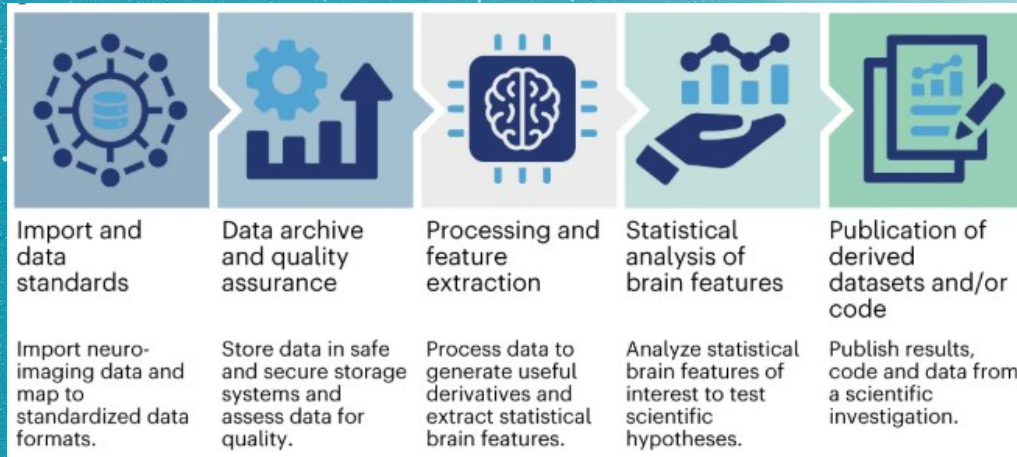 Import and
data
standards
Import neuro-
imaging data and
map to
standardized data
formats.
Data archive
and quality
assurance
Store data in safe
and secure storage
systems and
assess data for
quality.
Processing and
feature
extraction
Process data to
generate useful
derivatives and
extract statistical
brain features.
Statistical
analysis of
brain features
Analyze statistical
brain features of
interest to test
scientific
hypotheses.
Publication of
derived
datasets and/or
code
Publish results,
code and data from
a scientific
investigation.